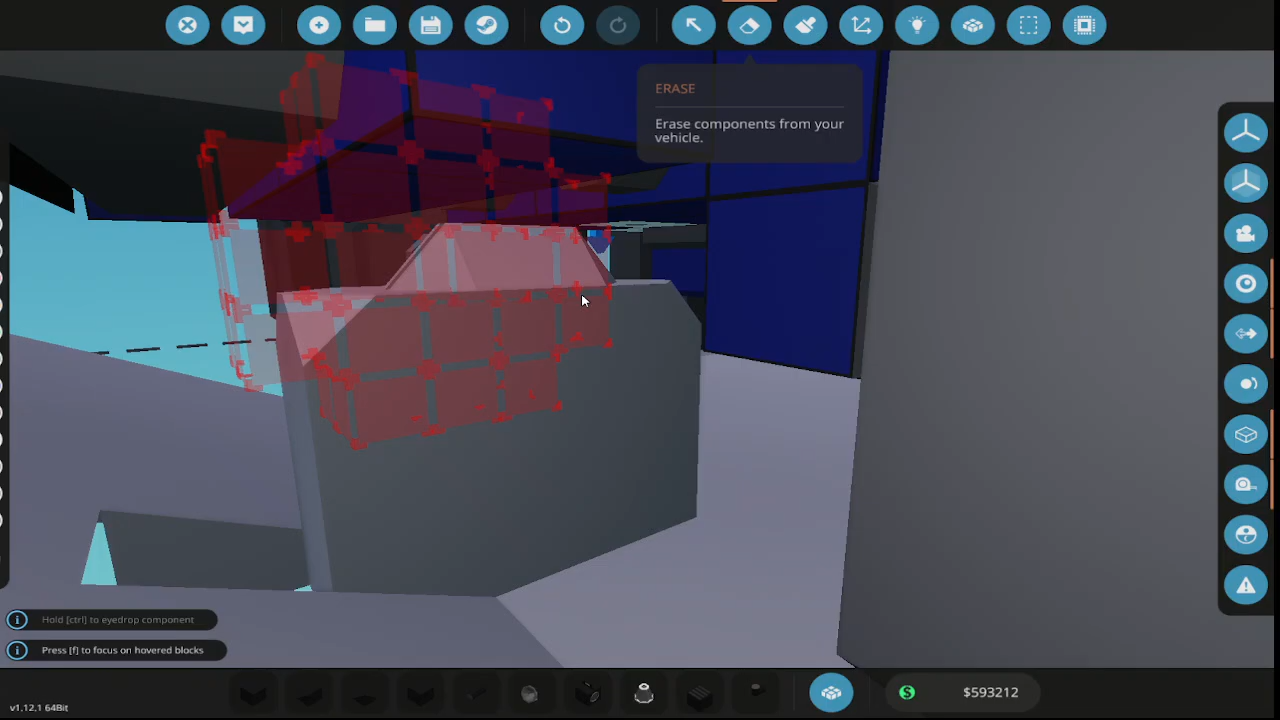 ERASE
Erase components from your
vehicle.
Hold [ctrl] to eyedrop component
Press [f] to focus on hovered blocks
$593212
v1.12.1 64Bit